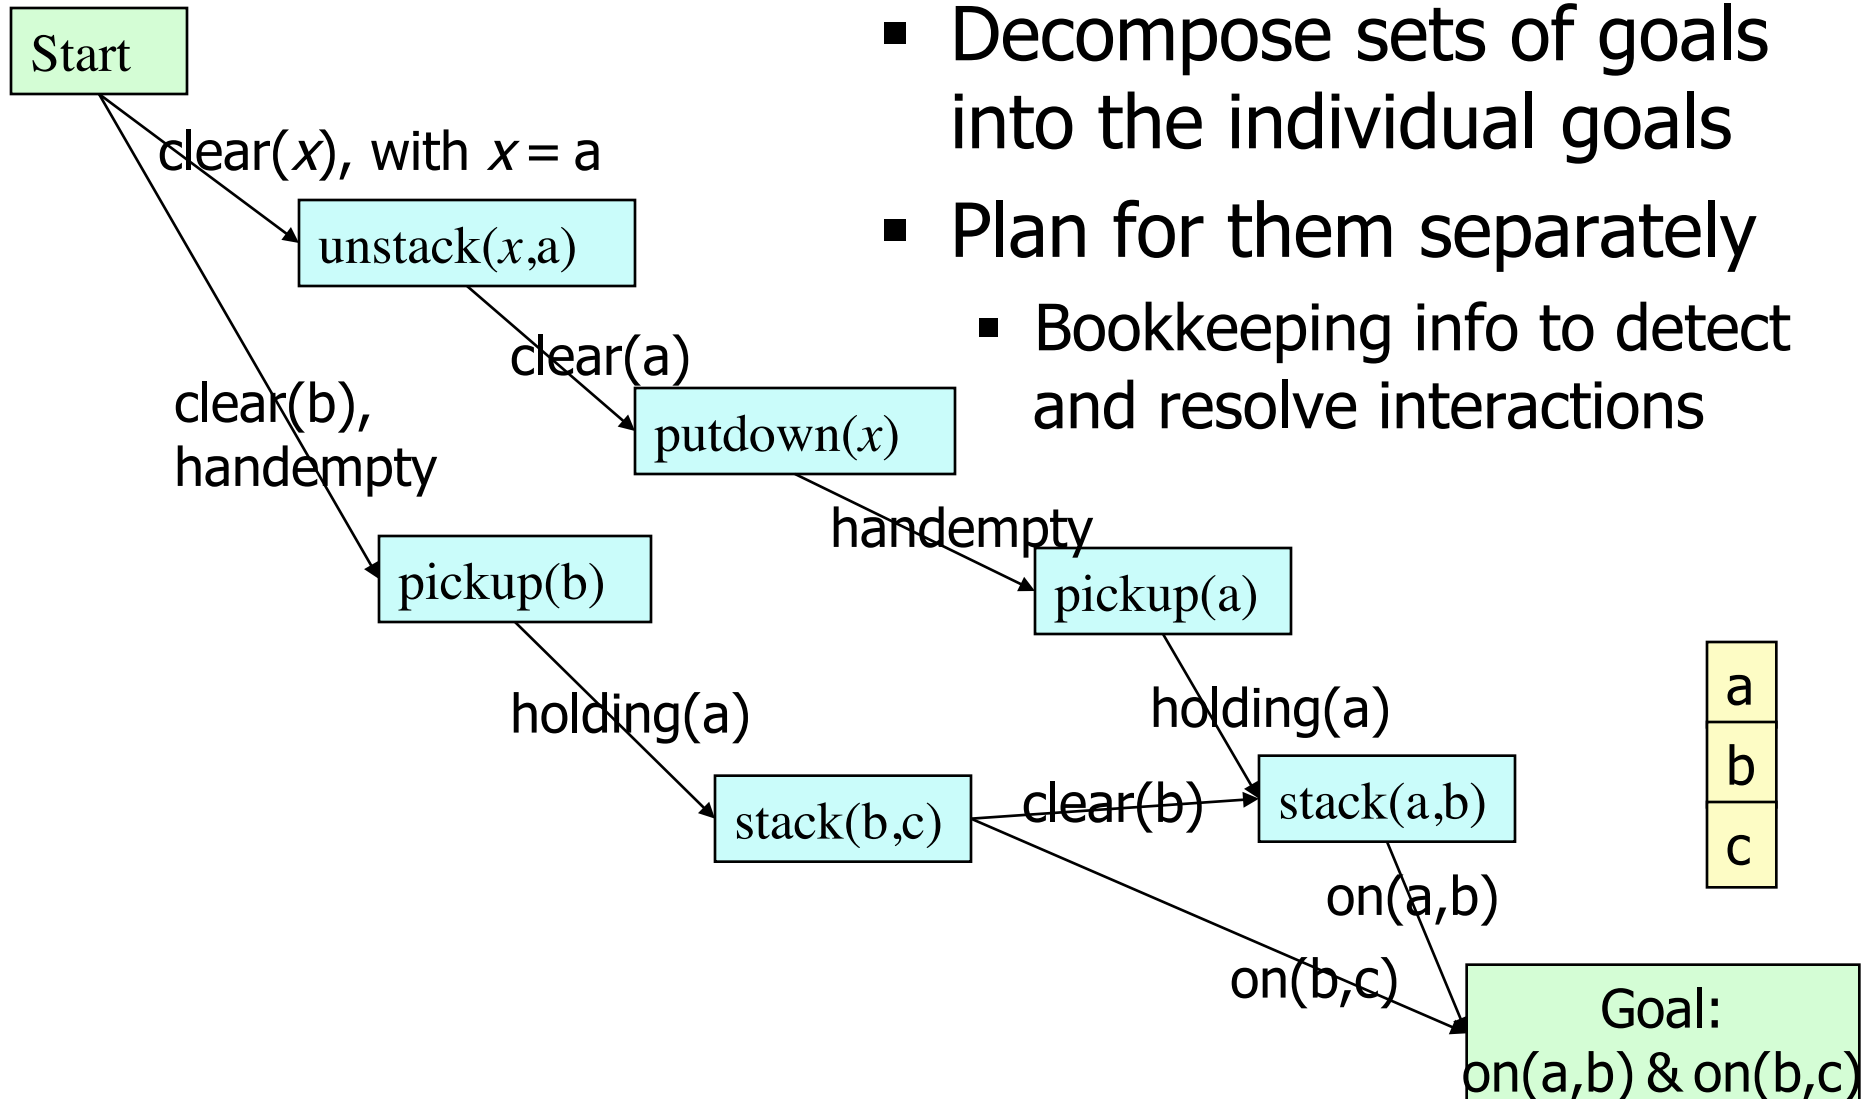 Start
▪ Decompose sets of goals
into the individual goals
▪ Plan for them separately
▪ Bookkeeping info to detect
and resolve interactions
clear(x), with x = a
unstack(x,a)
clear(a)
clear(b),
handempty
putdown(x)
handempty
pickup(b)
pickup(a)
holding(a)
holding(a)
stack(b,c)
clear(b)
stack(a,b)
a
b
c
on(a,b)
on(b,c)
Goal:
on(a,b) & on(b,c)